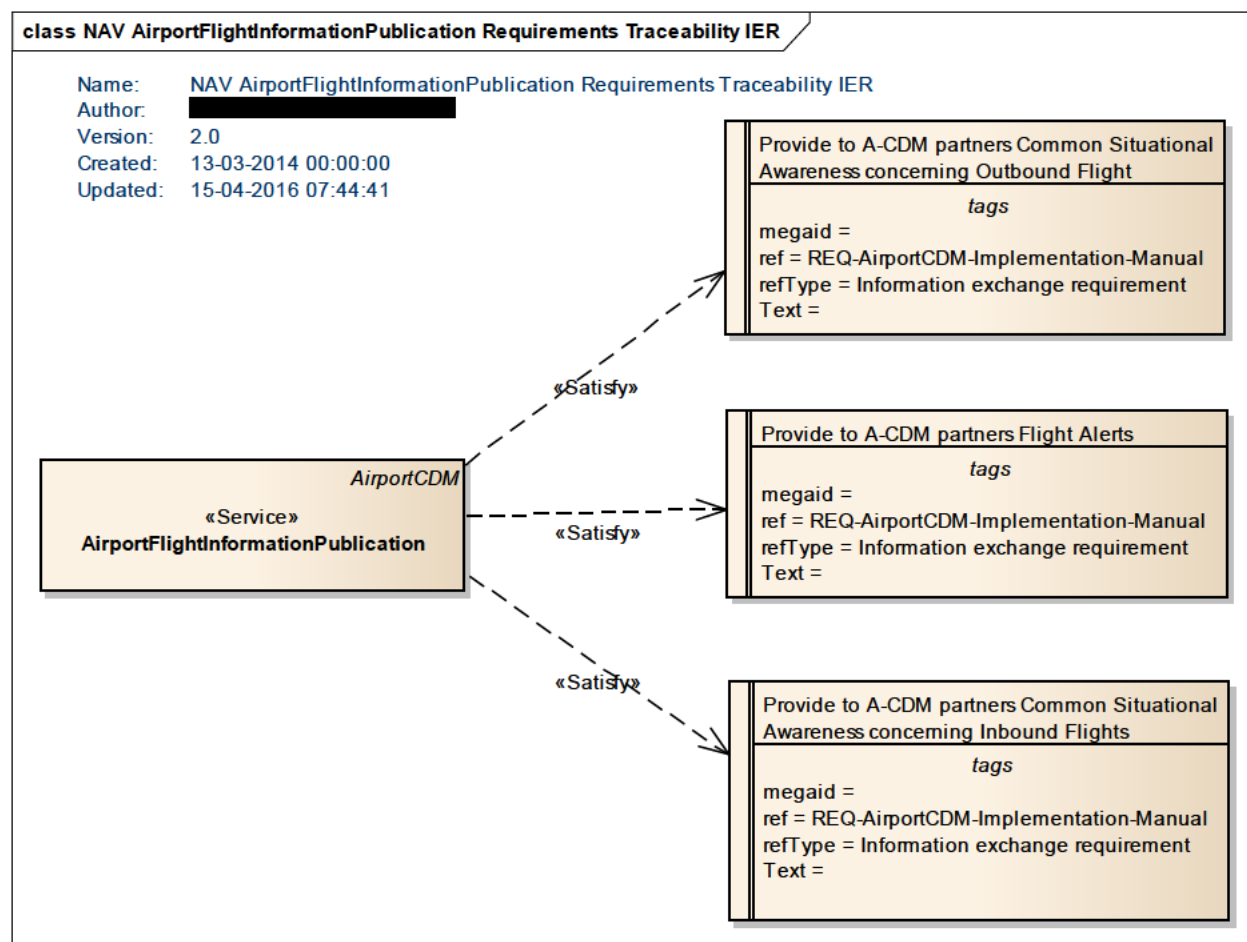 class NAV AirportFlightInformationPublication Requirements Traceability IER
Name: NAV AirportFlightInformationPublication Requirements Traceability IER
Author:
Version: 2.0
Created: 13-03-2014 00:00:00
Updated: 15-04-2016 07:44:41
Provide to A-CDM partners Common Situational
Awareness concerning Outbound Flight
tags
megaid =
ref = REQ-AirportCDM-Implementation-Manual
refType = Information exchange requirement
Text =
«Satisfy»
Provide to A-CDM partners Flight Alerts
tags
megaid =
ref = REQ-AirportCDM-Implementation-Manual
refType = Information exchange requirement
Text =
AirportCDM
«Service»
AirportFlightInformationPublication
«Satisfy»
«Satisfy»
Provide to A-CDM partners Common Situational
Awareness concerning Inbound Flights
tags
megaid =
ref = REQ-AirportCDM-Implementation-Manual
refType = Information exchange requirement
Text =